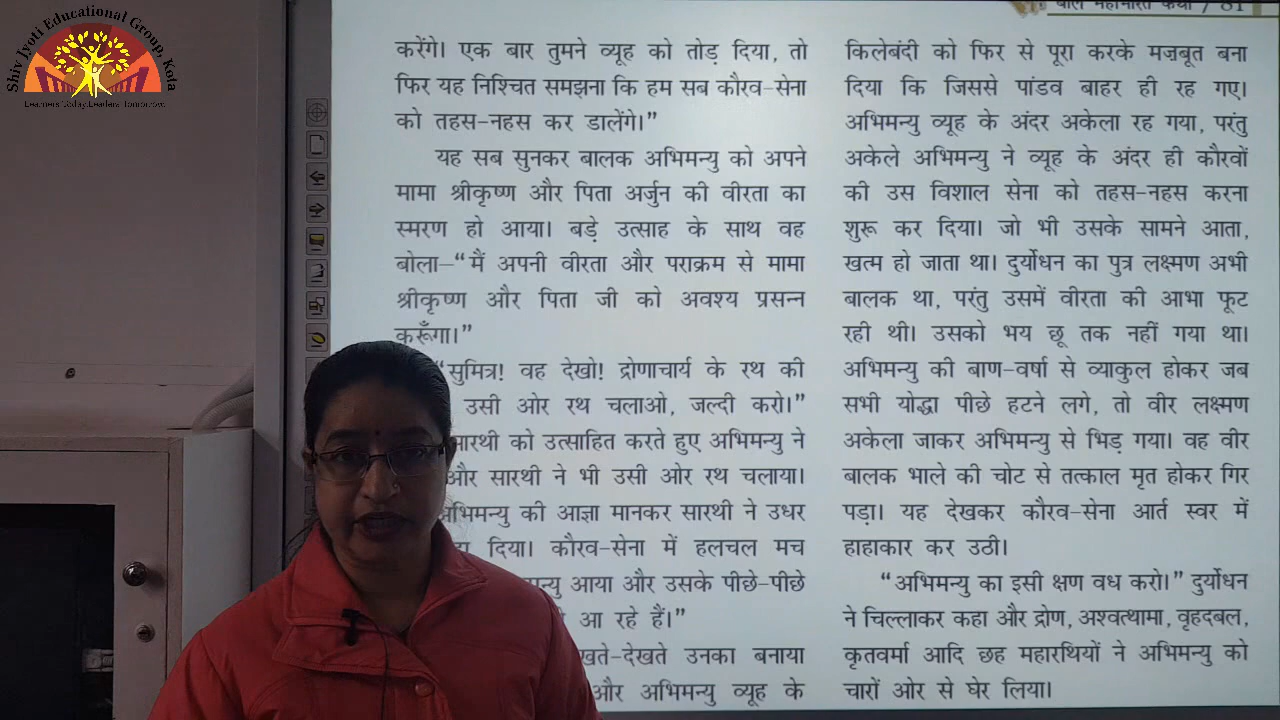 Shiv Jyoti Educational Group, Kota
Learners Today.Leaders Tomorrow
बाल महाभारत कथा / 81
करेंगे। एक बार तुमने व्यूह को तोड़ दिया, तो
फिर यह निश्चित समझना कि हम सब कौरव-सेना
को तहस-नहस कर डालेंगे।”
यह सब सुनकर बालक अभिमन्यु को अपने
मामा श्रीकृष्ण और पिता अर्जुन की वीरता का
स्मरण हो आया। बड़े उत्साह के साथ वह
बोला—“मैं अपनी वीरता और पराक्रम से मामा
श्रीकृष्ण और पिता जी को अवश्य प्रसन्न
करूँगा।”
“सुमित्र! वह देखो! द्रोणाचार्य के रथ की
उसी ओर रथ चलाओ, जल्दी करो।”
सारथी को उत्साहित करते हुए अभिमन्यु ने
और सारथी ने भी उसी ओर रथ चलाया।
अभिमन्यु की आज्ञा मानकर सारथी ने उधर
दिया। कौरव-सेना में हलचल मच
आया और उसके पीछे-पीछे
आ रहे हैं।”
देखते-देखते उनका बनाया
और अभिमन्यु व्यूह के
किलेबंदी को फिर से पूरा करके मजबूत बना
दिया कि जिससे पांडव बाहर ही रह गए।
अभिमन्यु व्यूह के अंदर अकेला रह गया, परंतु
अकेले अभिमन्यु ने व्यूह के अंदर ही कौरवों
की उस विशाल सेना को तहस-नहस करना
शुरू कर दिया। जो भी उसके सामने आता,
खत्म हो जाता था। दुर्योधन का पुत्र लक्ष्मण अभी
बालक था, परंतु उसमें वीरता की आभा फूट
रही थी। उसको भय छू तक नहीं गया था।
अभिमन्यु की बाण-वर्षा से व्याकुल होकर जब
सभी योद्धा पीछे हटने लगे, तो वीर लक्ष्मण
अकेला जाकर अभिमन्यु से भिड़ गया। वह वीर
बालक भाले की चोट से तत्काल मृत होकर गिर
पड़ा। यह देखकर कौरव-सेना आर्त स्वर में
हाहाकार कर उठी।
“अभिमन्यु का इसी क्षण वध करो।” दुर्योधन
ने चिल्लाकर कहा और द्रोण, अश्वत्थामा, वृहदबल,
कृतवर्मा आदि छह महारथियों ने अभिमन्यु को
चारों ओर से घेर लिया।